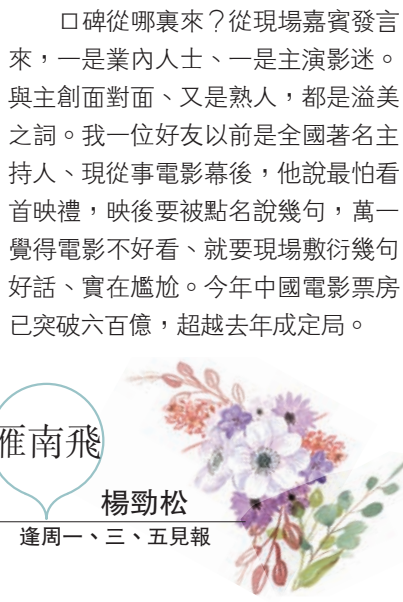 口碑從哪裏來？從現場嘉賓發言
來，一是業內人士、一是主演影迷。
與主創面對面、又是熟人，都是溢美
之詞。我一位好友以前是全國著名主
持人、現從事電影幕後，他說最怕看
首映禮，映後要被點名說幾句，萬一
覺得電影不好看、就要現場敷衍幾句
好話、實在尷尬。今年中國電影票房
已突破六百億，超越去年成定局。
雁南飛
楊勁松
逢周一、三、五見報